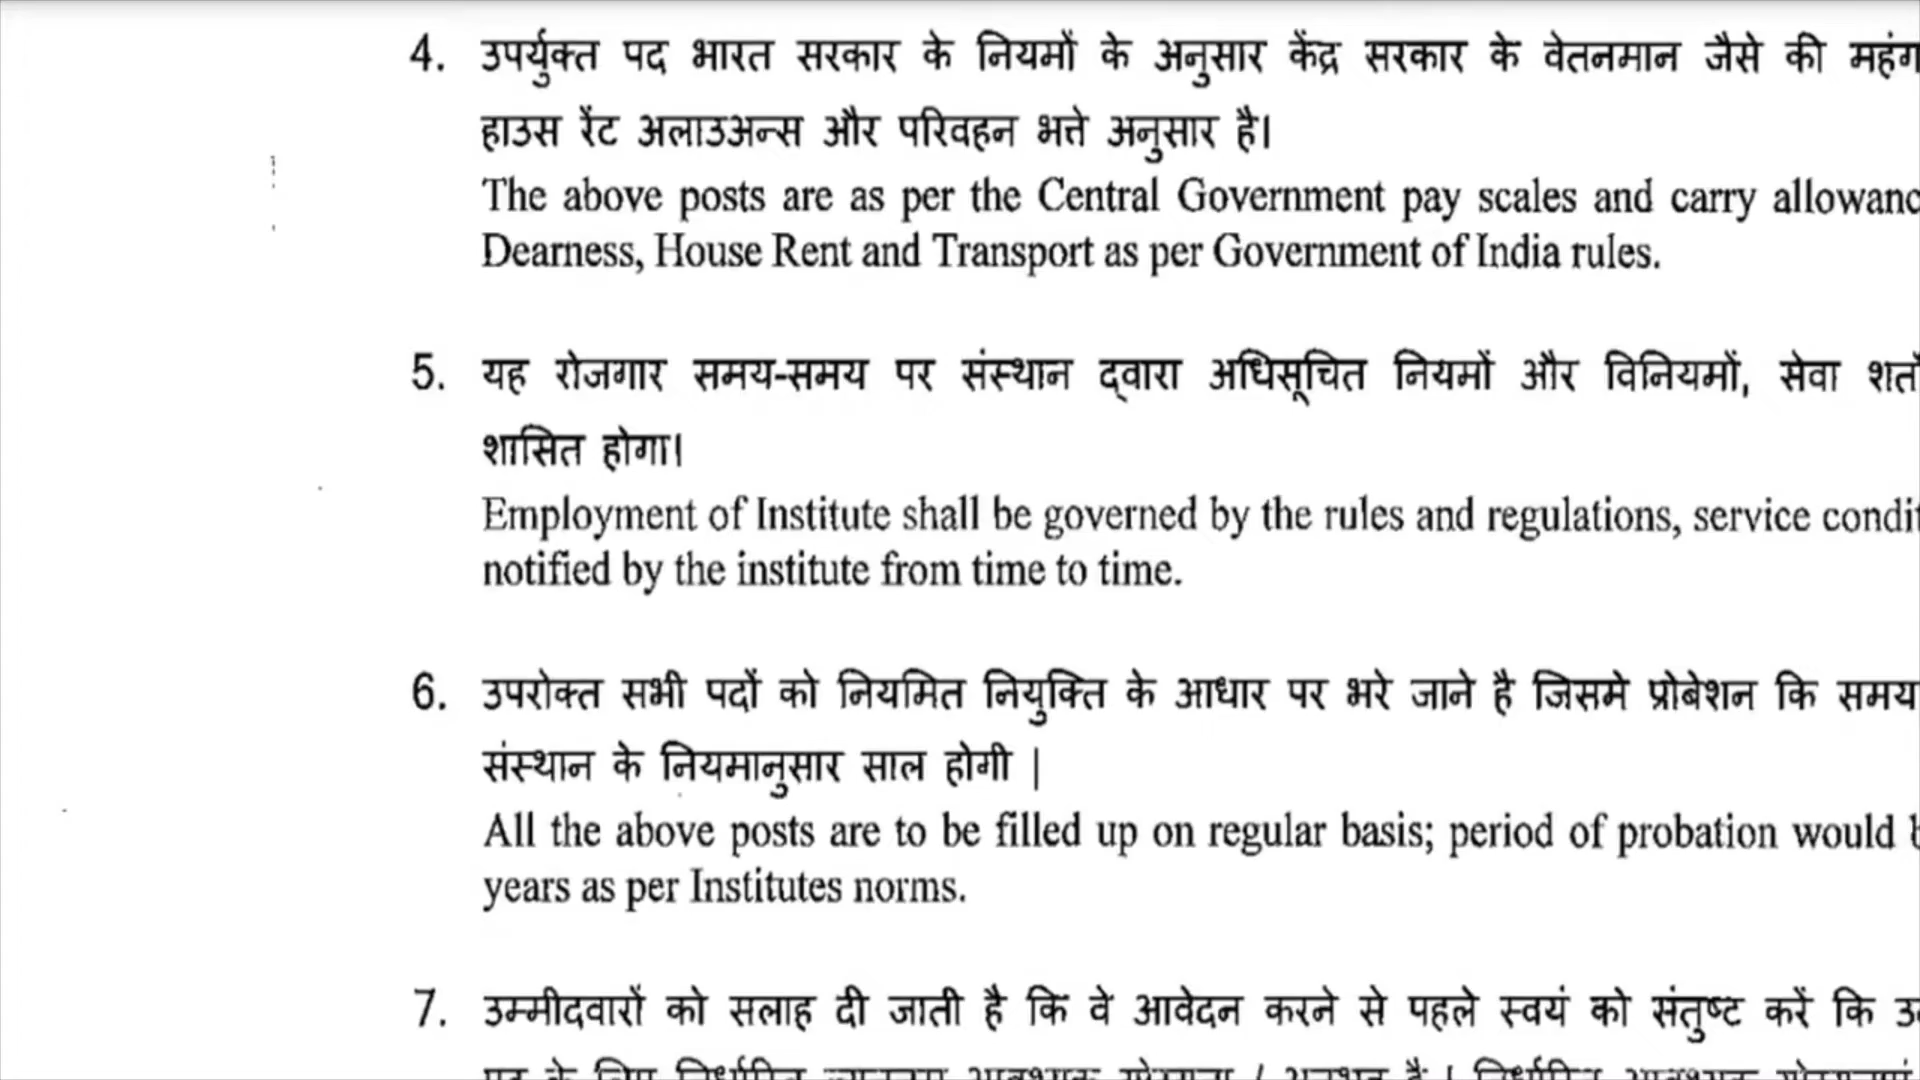 4. उपर्युक्त पद भारत सरकार के नियमों के अनुसार केंद्र सरकार के वेतनमान जैसे की
हाउस रेंट अलाउअन्स और परिवहन भत्ते अनुसार है।
The above posts are as per the Central Government pay scales and carry
Dearness, House Rent and Transport as per Government of India rules.
5. यह रोजगार समय-समय पर संस्थान द्वारा अधिसूचित नियमों और विनियमों, सेवा
शासित होगा।
Employment of Institute shall be governed by the rules and regulations, service
notified by the institute from time to time.
6. उपरोक्त सभी पदों को नियमित नियुक्ति के आधार पर भरे जाने है जिसमे प्रोबेशन कि समय
संस्थान के नियमानुसार साल होगी |
All the above posts are to be filled up on regular basis; period of probation would
years as per Institutes norms.
7. उम्मीदवारों को सलाह दी जाती है कि वे आवेदन करने से पहले स्वयं को संतुष्ट करें कि